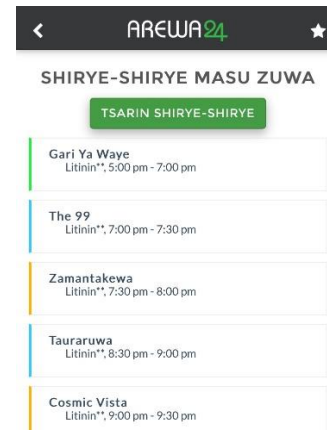 AREWA24
SHIRYE-SHIRYE MASU ZUWA
TSARIN SHIRYE-SHIRYE
Gari Ya Waye
Litinin**, 5:00 pm - 7:00 pm
The 99
Litinin**, 7:00 pm - 7:30 pm
Zamantakewa
Litinin**, 7:30 pm - 8:00 pm
Tauraruwa
Litinin**, 8:30 pm - 9:00 pm
Cosmic Vista
Litinin**, 9:00 pm - 9:30 pm